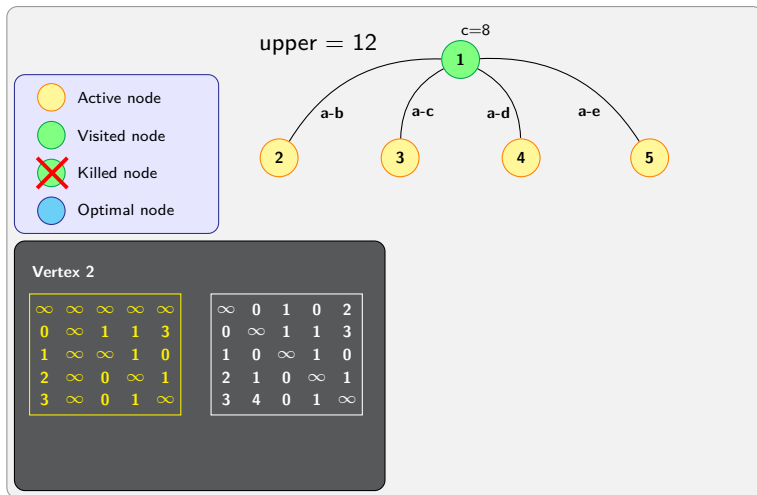 upper = 12
c=8
1
a-b
a-c
a-d
a-e
2
3
4
5
Active node
Visited node
Killed node
Optimal node
Vertex 2
∞ ∞ ∞ ∞ ∞
0 ∞ 1 1 3
1 ∞ ∞ 1 0
2 ∞ 0 ∞ 1
3 ∞ 0 1 ∞
∞ 0 1 0 2
0 ∞ 1 1 3
1 0 ∞ 1 0
2 1 0 ∞ 1
3 4 0 1 ∞